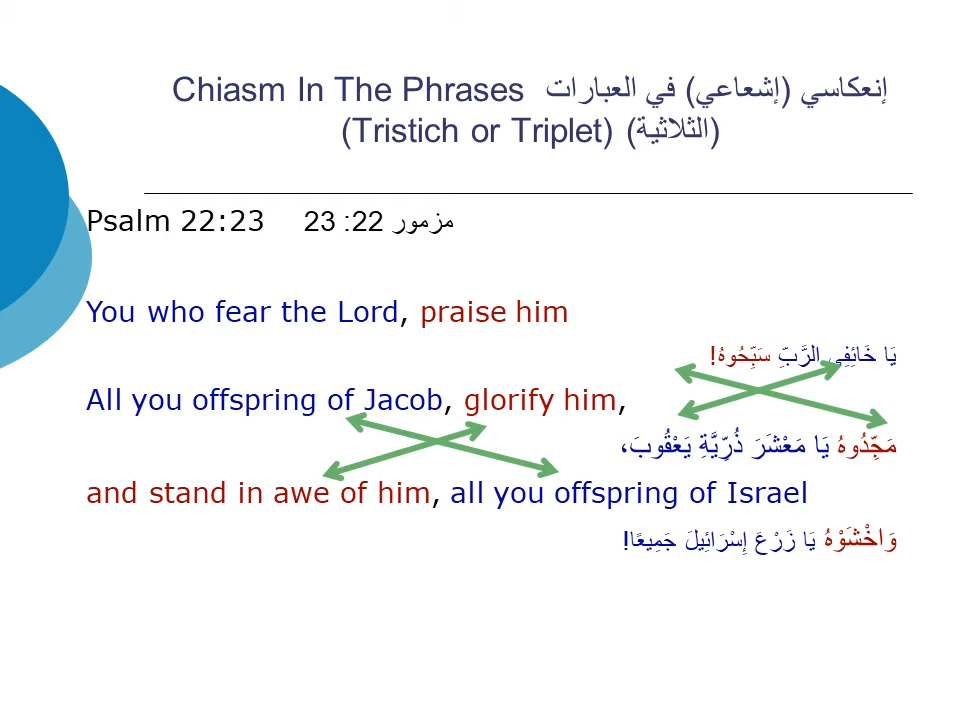 Chiasm In The Phrases إنعكاسي (إشعاعي) في العبارات
(Tristich or Triplet) (الثلاثية)
Psalm 22:23 مزمور 22: 23
You who fear the Lord, praise him
يَا خَائِفِي الرَّبِّ سَبِّحُوهُ!
All you offspring of Jacob, glorify him,
مَجِّدُوهُ يَا مَعْشَرَ ذُرِّيَّةِ يَعْقُوبَ،
and stand in awe of him, all you offspring of Israel
وَاخْشَوْهُ يَا زَرْعَ إِسْرَائِيلَ جَمِيعًا!